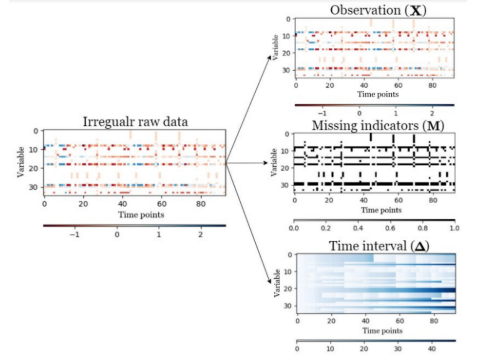 Observation (X)
0
10
20
30
Variable
0 20 40 60 80
Time points
−1 0 1 2
Irregualr raw data
0
10
20
30
Variable
0 20 40 60 80
Time points
−1 0 1 2
Missing indicators (M)
0
10
20
30
Variable
0 20 40 60 80
Time points
0.0 0.2 0.4 0.6 0.8 1.0
Time interval (Δ)
0
10
20
30
Variable
0 20 40 60 80
Time points
0 10 20 30 40